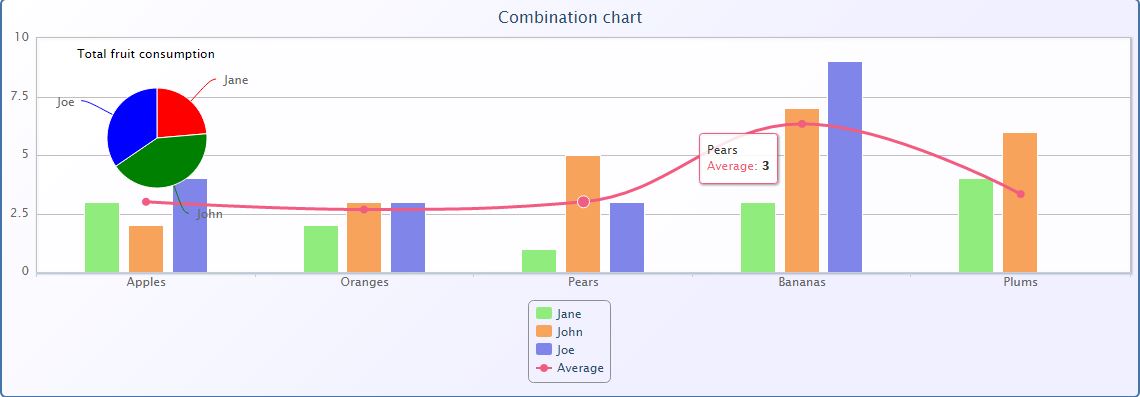 Combination chart
10
Total fruit consumption
Jane
Joe
7.5
Pears
Average: 3
5
John
2.5
0
Apples
Oranges
Pears
Bananas
Plums
Jane
John
Joe
Average